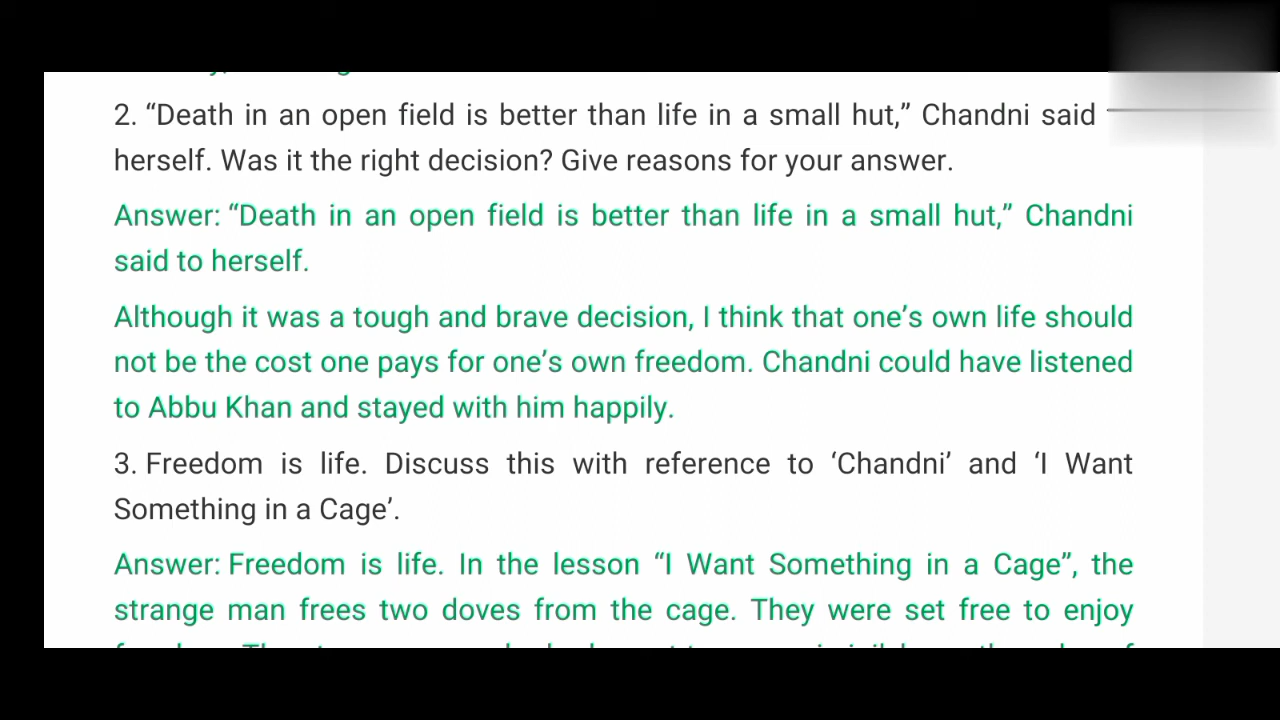 2. “Death in an open field is better than life in a small hut,” Chandni said
herself. Was it the right decision? Give reasons for your answer.
Answer: “Death in an open field is better than life in a small hut,” Chandni
said to herself.
Although it was a tough and brave decision, I think that one’s own life should
not be the cost one pays for one’s own freedom. Chandni could have listened
to Abbu Khan and stayed with him happily.
3. Freedom is life. Discuss this with reference to ‘Chandni’ and ‘I Want
Something in a Cage’.
Answer: Freedom is life. In the lesson “I Want Something in a Cage”, the
strange man frees two doves from the cage. They were set free to enjoy